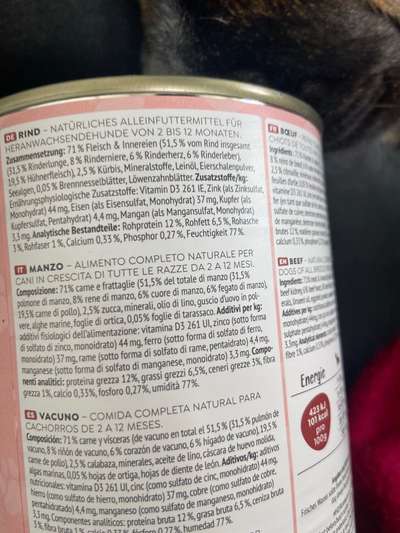 DE RIND – NATÜRLICHES ALLEINFUTTERMITTEL FÜR
HERANWACHSENDEHUNDE VON 2 BIS 12 MONATEN.
Zusammensetzung: 71 % Fleisch & Innereien (51,5 % vom Rind insgesamt
(31,5 % Rinderlunge, 8 % Rinderniere, 6 % Rinderherz, 6 % Rinderleber),
19,5 % Hühnerfleisch), 2,5 % Kürbis, Mineralstoffe, Leinöl, Eierschalenpulver,
Seealgen, 0,05 % Brennnesselblätter, Löwenzahnblätter. Zusatzstoffe/kg:
Ernährungsphysiologische Zusatzstoffe: Vitamin D3 261 IE, Zink (als Zinksulfat,
Monohydrat) 44 mg, Eisen (als Eisensulfat, Monohydrat) 37 mg, Kupfer (als
Kupfersulfat, Pentahydrat) 4,4 mg, Mangan (als Mangansulfat, Monohydrat)
3,3 mg. Analytische Bestandteile: Rohprotein 12 %, Rohfett 6,5 %, Rohasche
3 %, Rohfaser 1 %, Calcium 0,33 %, Phosphor 0,27 %, Feuchtigkeit 77 %.
IT MANZO – ALIMENTO COMPLETO NATURALE PER
CANI IN CRESCITA DI TUTTE LE RAZZE DA 2 A 12 MESI.
Composizione: 71% carne e frattaglie (51,5% del totale di manzo (31,5%
polmone di manzo, 8% rene di manzo, 6% cuore di manzo, 6% fegato di manzo),
19,5% carne di pollo), 2,5% zucca, minerali, olio di lino, guscio d'uovo in pol-
vere, alghe marine, foglie di ortica, 0,05% foglie di tarassaco. Additivi per kg:
additivi fisiologici dell'alimentazione: vitamina D3 261 UI, zinco (sotto forma
di solfato di zinco, monoidrato) 44 mg, ferro (sotto forma di solfato di ferro,
monoidrato) 37 mg, rame (sotto forma di solfato di rame, pentaidrato) 4,4 mg,
manganese (sotto forma di solfato di manganese, monoidrato) 3,3 mg. Compo-
nenti analitici: proteina grezza 12%, grassi grezzi 6,5%, ceneri grezze 3%, fibra
grezza 1%, calcio 0,33%, fosforo 0,27%, umidità 77%
ES VACUNO – COMIDA COMPLETA NATURAL PARA
CACHORROS DE 2 A 12 MESES.
Composición: 71 % carne y vísceras (de vacuno en total el 51,5 % (31,5 % pulmón de
vacuno, 8 % riñón de vacuno, 6 % corazón de vacuno, 6 % hígado de vacuno), 19,5 %
carne de pollo), 2,5 % calabaza, minerales, aceite de lino, cáscara de huevo molida,
algas marinas, 0,05 % hojas de ortiga, hojas de diente de león. Aditivos/kg: aditivos
nutricionales: vitamina D3 261 UI, cinc (como sulfato de cinc, monohidrato) 44 mg,
hierro (como sulfato de hierro, monohidrato) 37 mg, cobre (como sulfato de cobre,
pentahidratado) 4,4 mg, manganeso (como sulfato de manganeso, monohidrato)
3,3 mg. Componentes analíticos: proteína bruta 12 %, grasa bruta 6,5 %, ceniza bruta
3 %, fibra bruta 1 %, calcio 0,33 %, fósforo 0,27 %, humedad 77 %.
FR BŒUF –
CHIOTS DE TOUTES
Ingrédients:
EN BEEF –
DOGS OF ALL BREEDS
Ingredients:
Energie
423 kJ
101 kcal
pro
100g